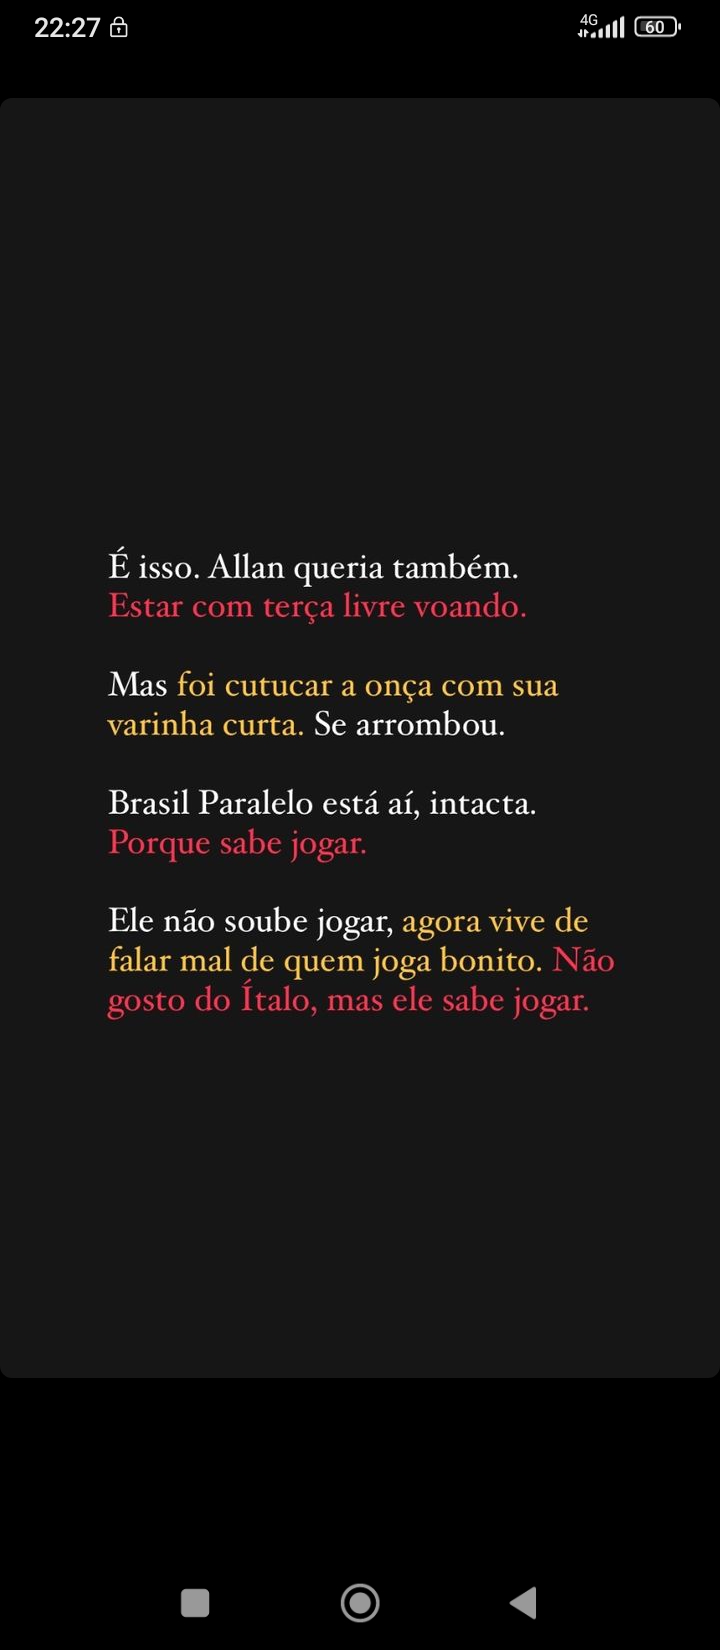 22:27
4G
60
É isso. Allan queria também.
Estar com terça livre voando.
Mas foi cutucar a onça com sua
varinha curta. Se arrombou.
Brasil Paralelo está aí, intacta.
Porque sabe jogar.
Ele não soube jogar, agora vive de
falar mal de quem joga bonito. Não
gosto do Ítalo, mas ele sabe jogar.